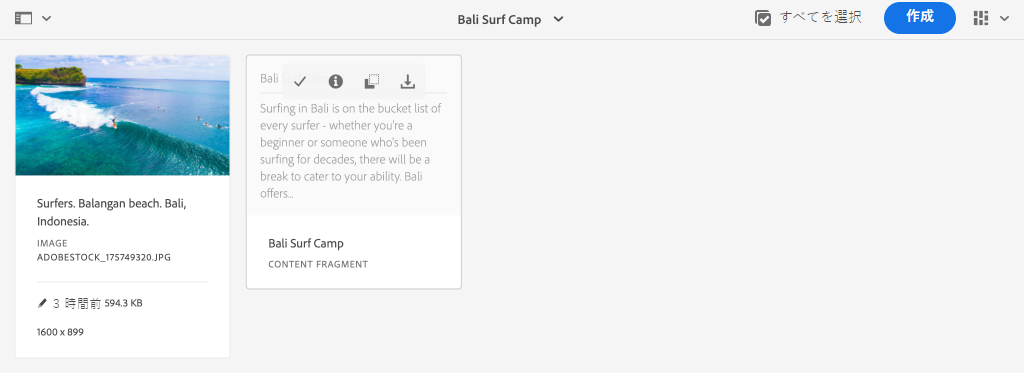 Bali Surf Camp
すべてを選択
作成
Surfers. Balangan beach. Bali,
Indonesia.
IMAGE
ADOBESTOCK_175749320.JPG
3 時間前 594.3 KB
1600 x 899
Bali
Surfing in Bali is on the bucket list of
every surfer - whether you're a
beginner or someone who's been
surfing for decades, there will be a
break to cater to your ability. Bali
offers...
Bali Surf Camp
CONTENT FRAGMENT